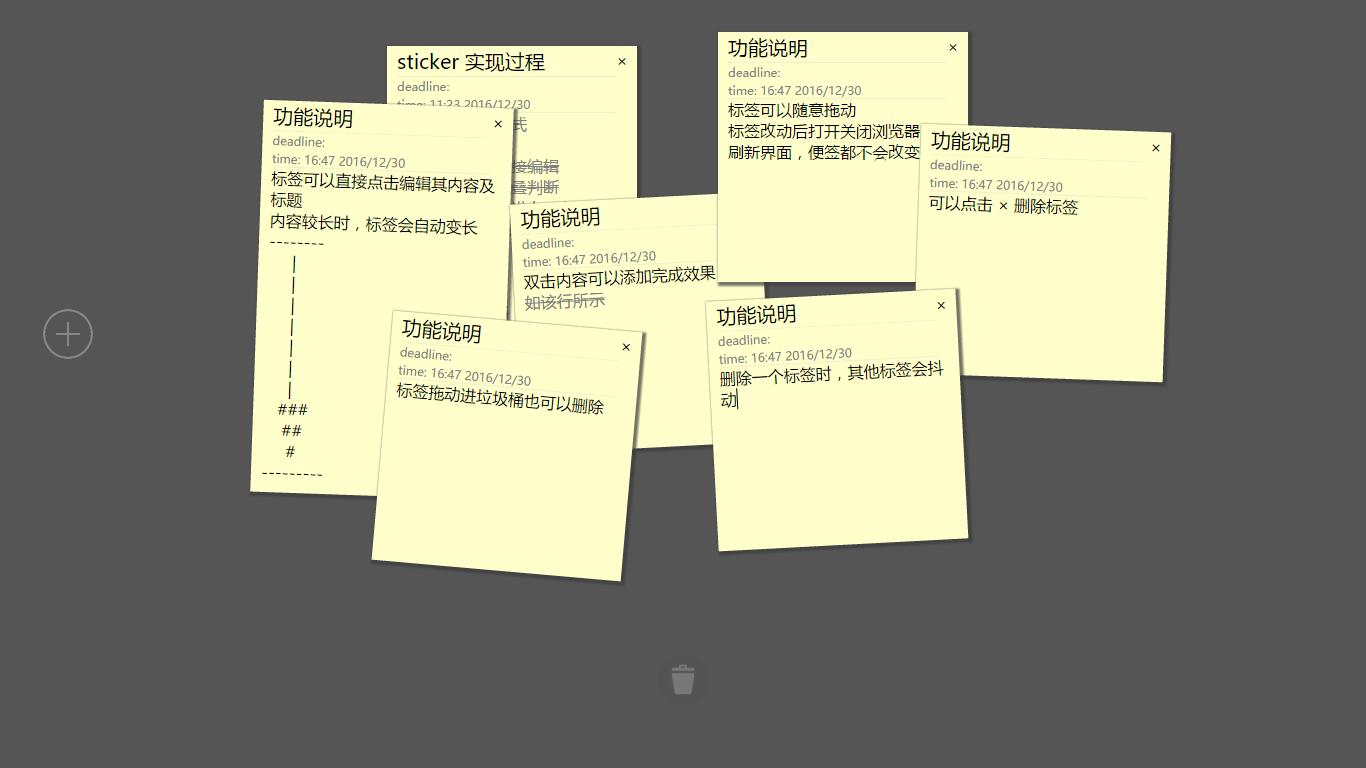 sticker 实现过程
×
deadline:
time: 11:23 2016/12/30
式
接编辑
叠判断
功能说明
×
deadline:
time: 16:47 2016/12/30
标签可以直接点击编辑其内容及
标题
内容较长时，标签会自动变长
--------
|
|
|
|
|
|
|
###
##
#
---------
功能说明
deadline:
time: 16:47 2016/12/30
双击内容可以添加完成效果
如该行所示
功能说明
×
deadline:
time: 16:47 2016/12/30
标签拖动进垃圾桶也可以删除
功能说明
×
deadline:
time: 16:47 2016/12/30
标签可以随意拖动
标签改动后打开关闭浏览器
刷新界面，便签都不会改变
功能说明
×
deadline:
time: 16:47 2016/12/30
可以点击 × 删除标签
功能说明
×
deadline:
time: 16:47 2016/12/30
删除一个标签时，其他标签会抖
动